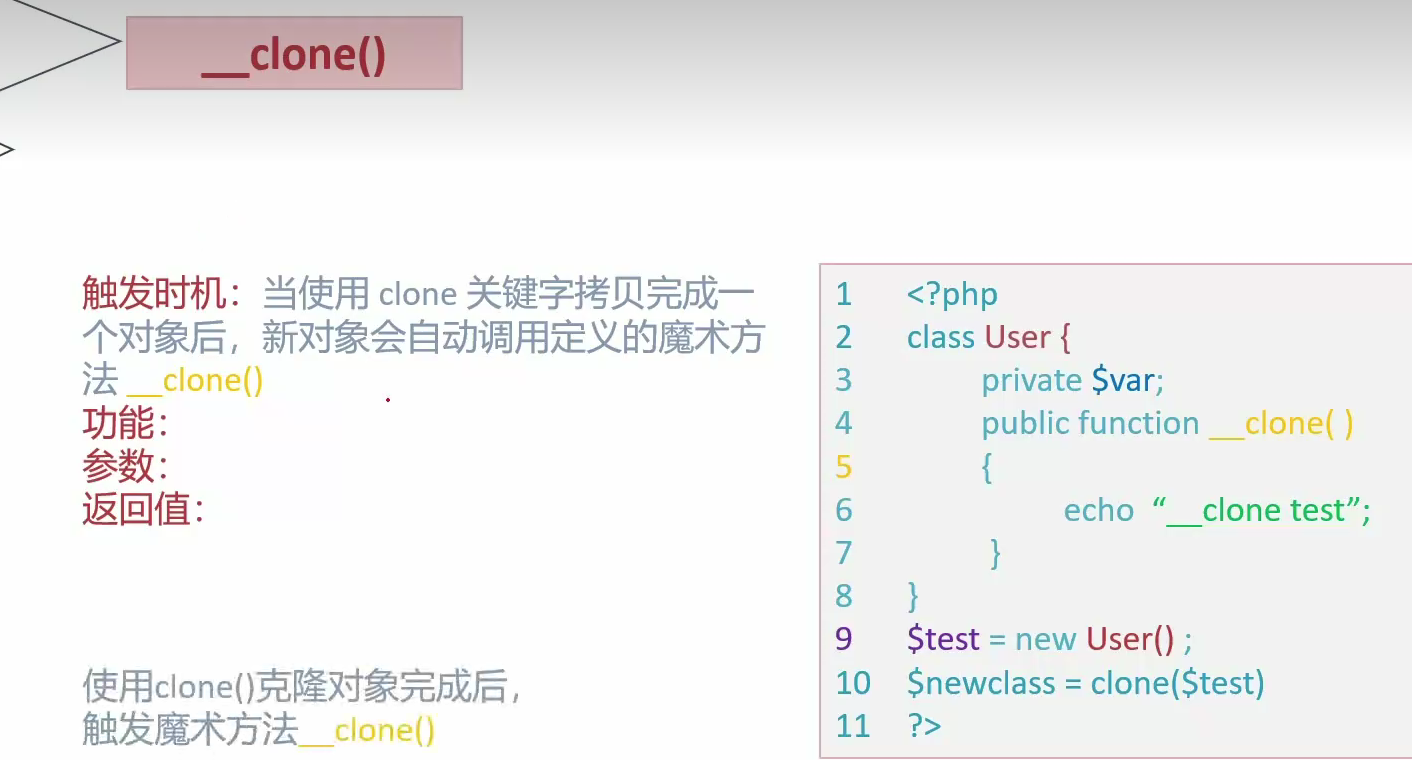 __clone()
触发时机：当使用 clone 关键字拷贝完成一
个对象后，新对象会自动调用定义的魔术方
法 __clone()
功能：
参数：
返回值：
使用clone()克隆对象完成后，
触发魔术方法__clone()
1 <?php
2 class User {
3 private $var;
4 public function __clone( )
5 {
6 echo “__clone test”;
7 }
8 }
9 $test = new User() ;
10 $newclass = clone($test)
11 ?>